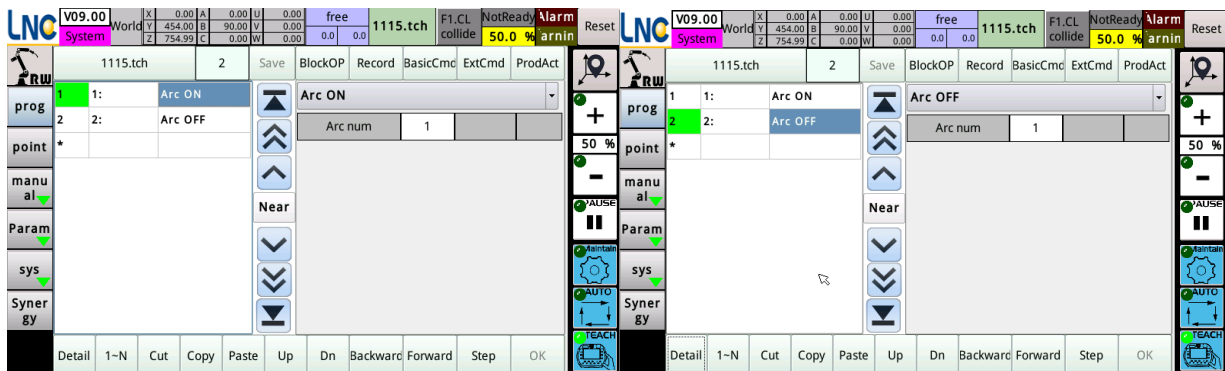 LNC V09.00 World X 0.00 A 0.00 U 0.00 free 1115.tch F1.CL NotReady Alarm Reset
System Y 454.00 B 90.00 V 0.00 0.0 0.0 collide 50.0 % arnin
Z 754.99 C 0.00 W 0.00
RW 1115.tch 2 Save BlockOP Record BasicCmd ExtCmd ProdAct
prog 1 1: Arc ON Arc ON
2 2: Arc OFF Arc num 1
point * 50 %
manu
al
Near PAUSE
Param
Maintain
sys
AUTO
Syner
gy
TEACH
Detail 1~N Cut Copy Paste Up Dn Backward Forward Step OK
LNC V09.00 World X 0.00 A 0.00 U 0.00 free 1115.tch F1.CL NotReady Alarm Reset
System Y 454.00 B 90.00 V 0.00 0.0 0.0 collide 50.0 % arnin
Z 754.99 C 0.00 W 0.00
RW 1115.tch 2 Save BlockOP Record BasicCmd ExtCmd ProdAct
prog 1 1: Arc ON Arc OFF
2 2: Arc OFF Arc num 1
point * 50 %
manu
al
Near PAUSE
Param
Maintain
sys
AUTO
Syner
gy
TEACH
Detail 1~N Cut Copy Paste Up Dn Backward Forward Step OK